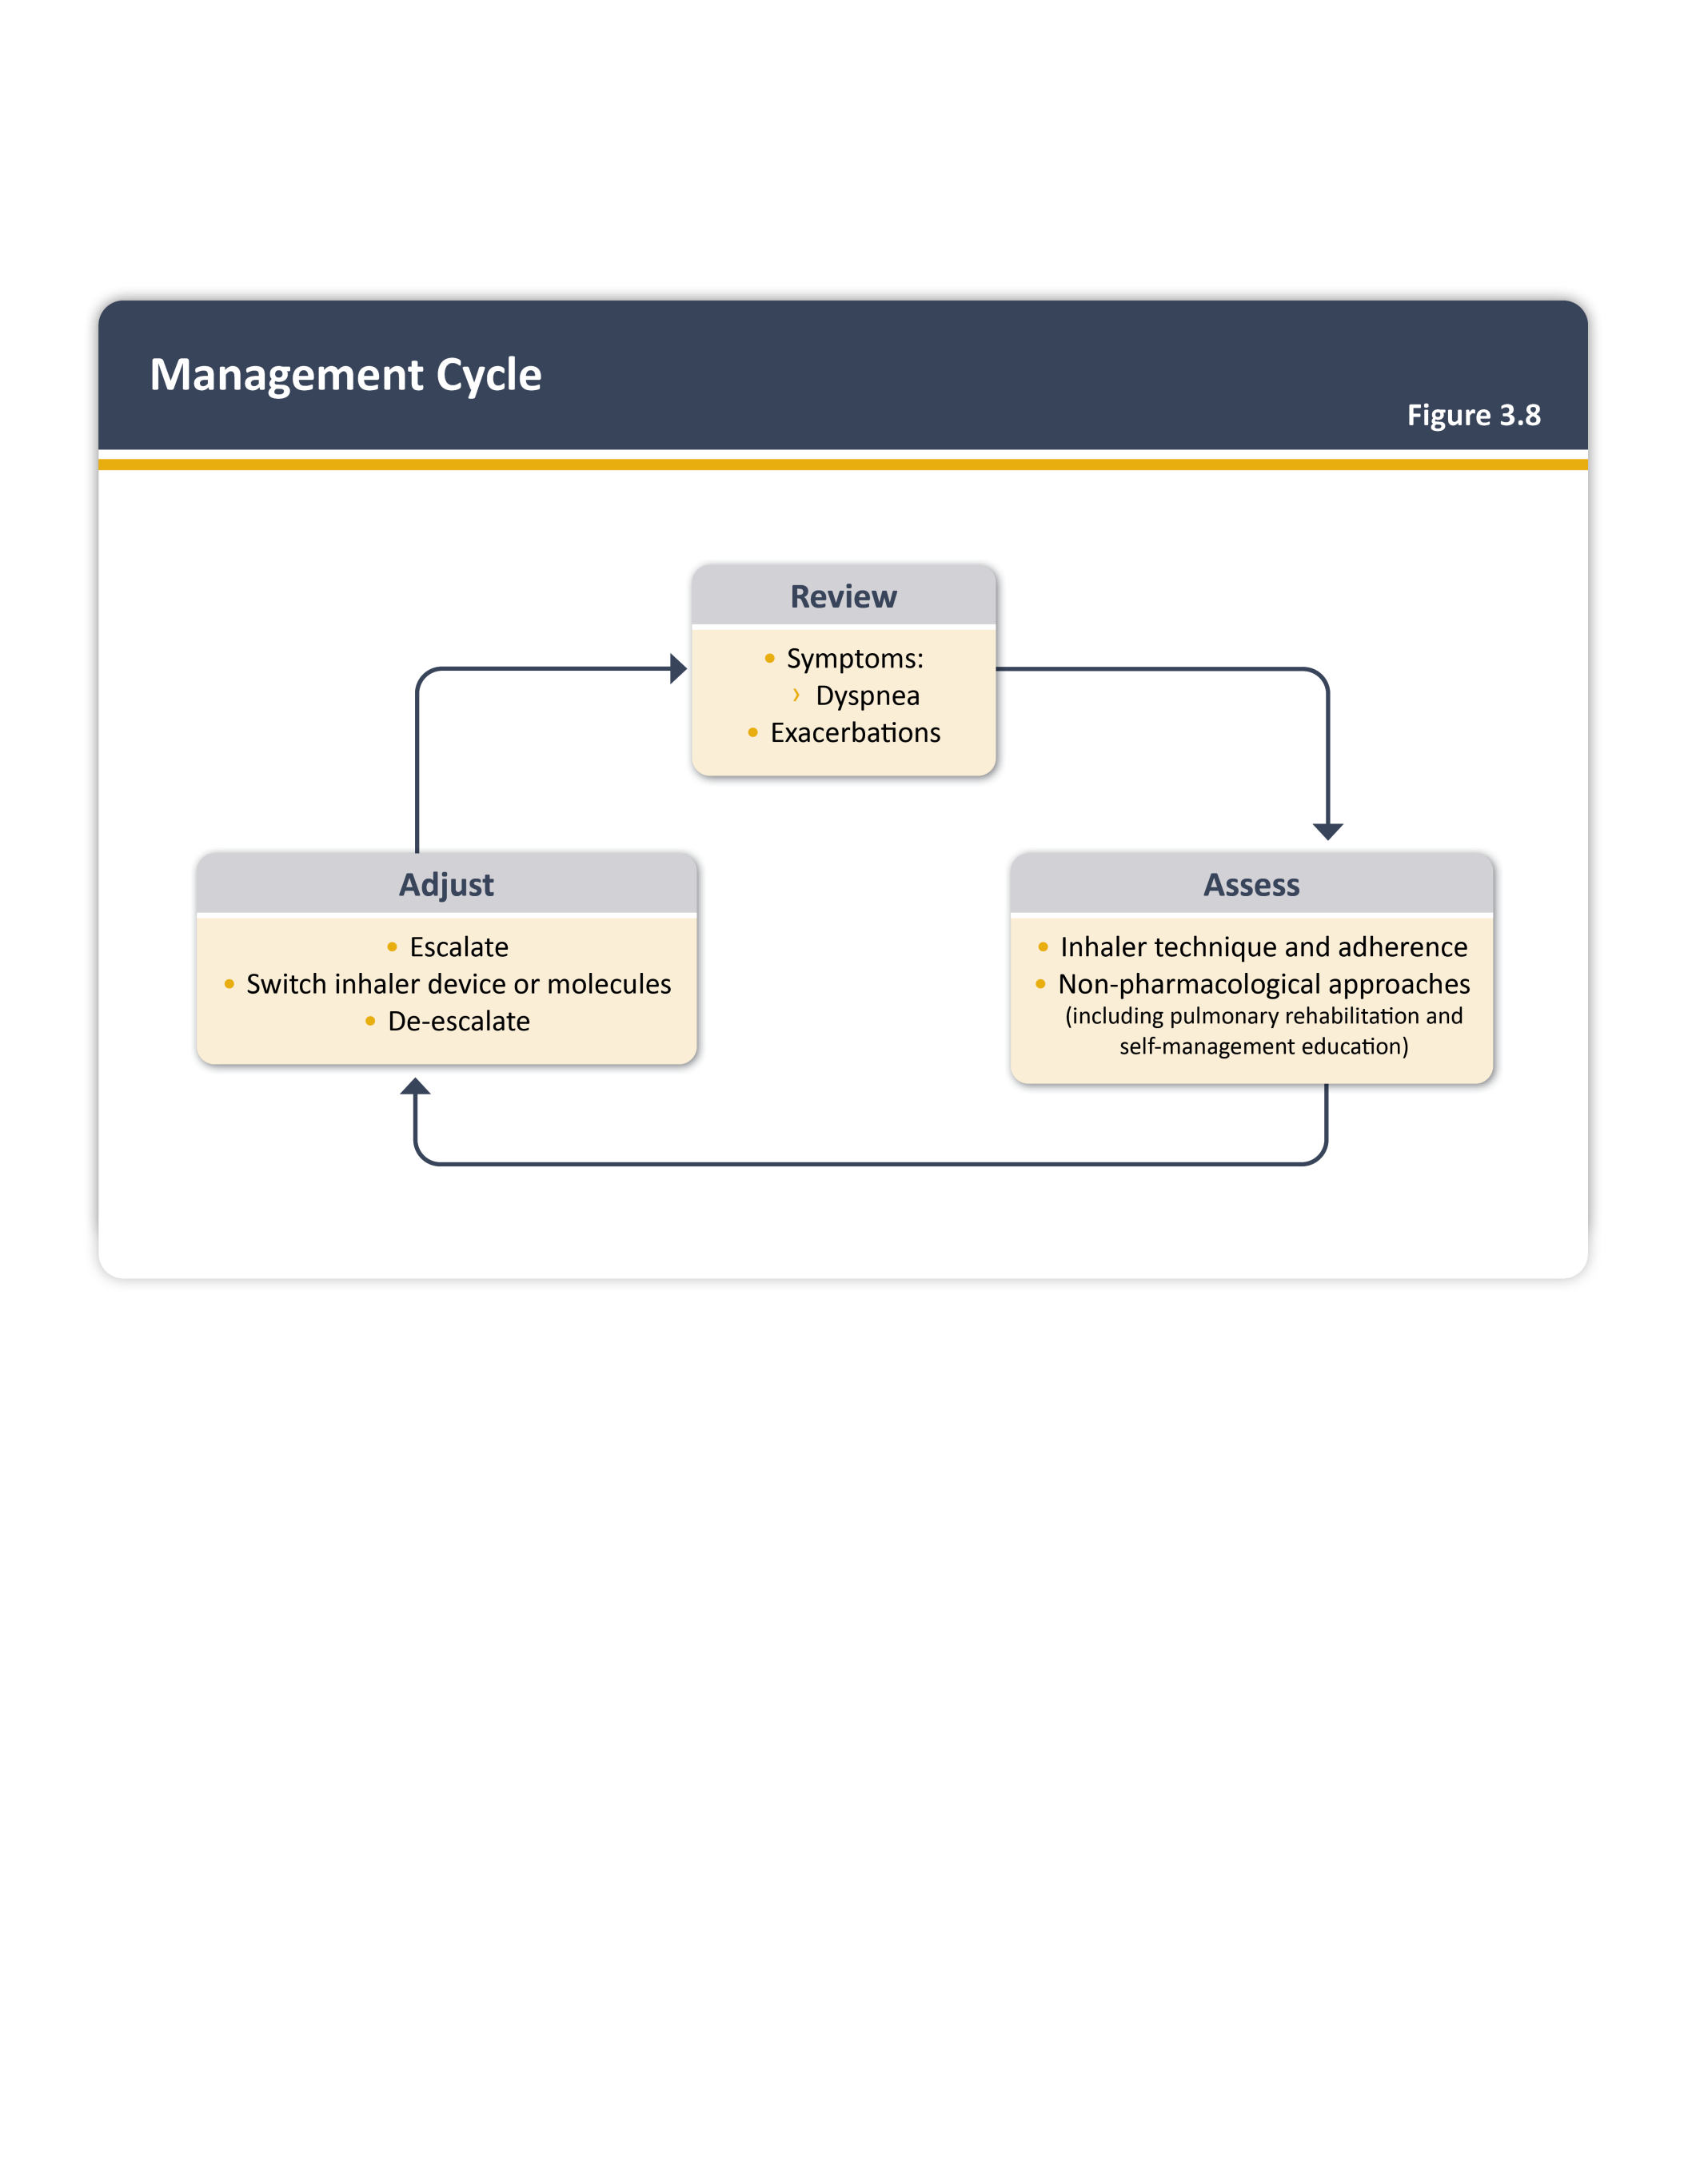 Management Cycle
Figure 3.8
Review
• Symptoms:
› Dyspnea
• Exacerbations
Adjust
• Escalate
• Switch inhaler device or molecules
• De-escalate
Assess
• Inhaler technique and adherence
• Non-pharmacological approaches
(including pulmonary rehabilitation and
self-management education)